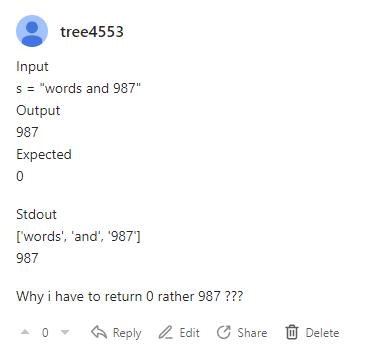 tree4553
Input
s = "words and 987"
Output
987
Expected
0
Stdout
['words', 'and', '987']
987
Why i have to return 0 rather 987 ???
0 Reply Edit Share Delete